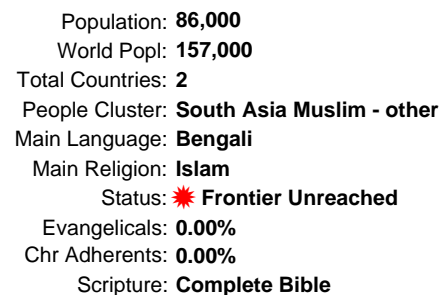 Population: 86,000
World Popl: 157,000
Total Countries: 2
People Cluster: South Asia Muslim - other
Main Language: Bengali
Main Religion: Islam
Status: Frontier Unreached
Evangelicals: 0.00%
Chr Adherents: 0.00%
Scripture: Complete Bible